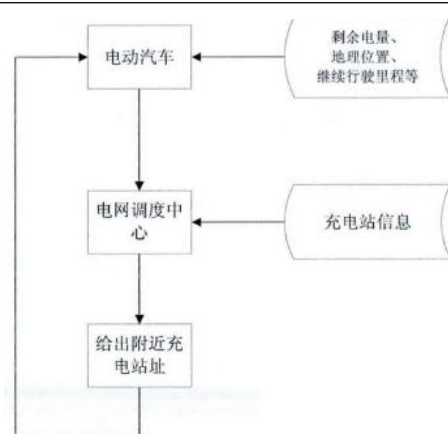 电动汽车
剩余电量、
地理位置、
继续行驶里程等
电网调度中
心
充电站信息
给出附近充
电站址